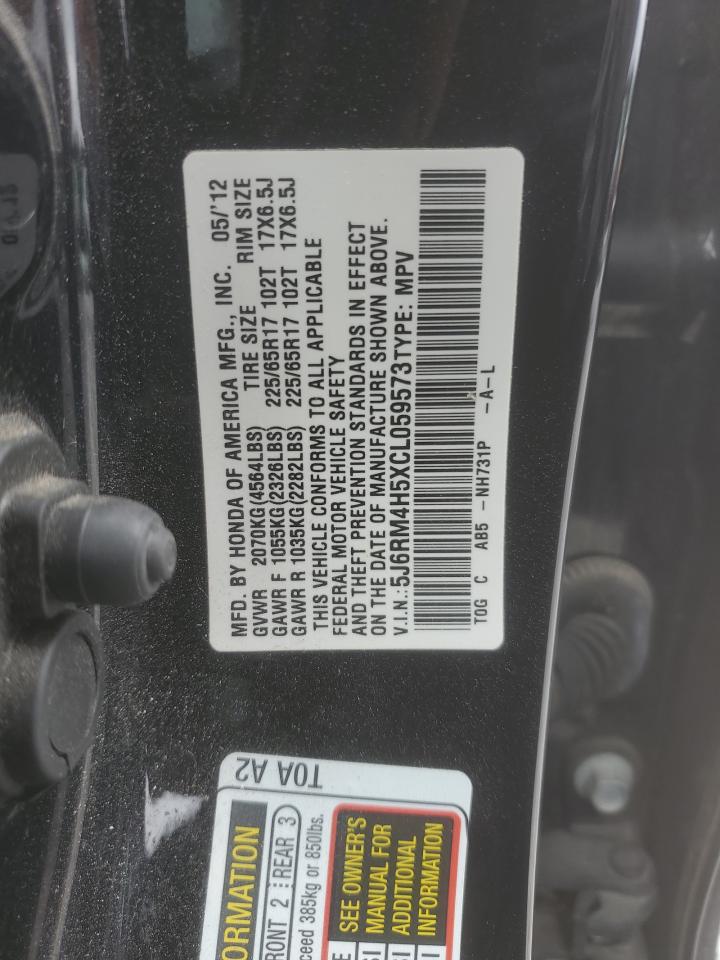 MFD. BY HONDA OF AMERICA MFG., INC. 05/'12
GVWR 2070KG(4564LBS) TIRE SIZE RIM SIZE
GAWR F 1055KG(2326LBS) 225/65R17 102T 17X6.5J
GAWR R 1035KG(2282LBS) 225/65R17 102T 17X6.5J
THIS VEHICLE CONFORMS TO ALL APPLICABLE
FEDERAL MOTOR VEHICLE SAFETY
AND THEFT PREVENTION STANDARDS IN EFFECT
ON THE DATE OF MANUFACTURE SHOWN ABOVE.
V.I.N.:5J6RM4H5XCL059573TYPE: MPV
T0G C AB5 -NH731P -A-L
T0A A2
ORMATION
RONT 2 REAR 3
ceed 385kg or 850lbs.
SEE OWNER'S
MANUAL FOR
ADDITIONAL
INFORMATION